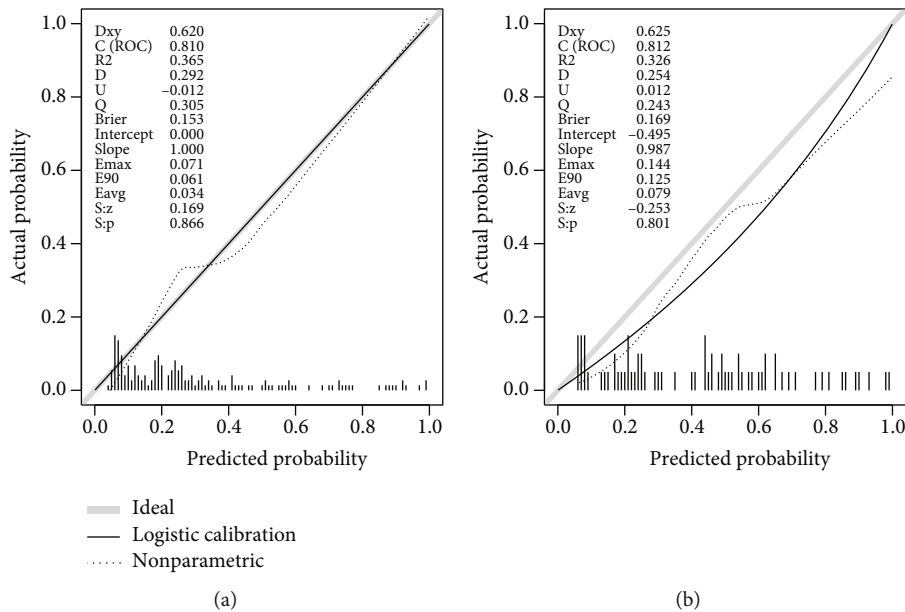 Actual probability
1.0
0.8
0.6
0.4
0.2
0.0
Dxy 0.620
C (ROC) 0.810
R2 0.365
D 0.292
U –0.012
Q 0.305
Brier 0.153
Intercept 0.000
Slope 1.000
Emax 0.071
E90 0.061
Eavg 0.034
S:z 0.169
S:p 0.866
0.0 0.2 0.4 0.6 0.8 1.0
Predicted probability
Ideal
Logistic calibration
Nonparametric
(a)
Actual probability
1.0
0.8
0.6
0.4
0.2
0.0
Dxy 0.625
C (ROC) 0.812
R2 0.326
D 0.254
U 0.012
Q 0.243
Brier 0.169
Intercept –0.495
Slope 0.987
Emax 0.144
E90 0.125
Eavg 0.079
S:z –0.253
S:p 0.801
0.0 0.2 0.4 0.6 0.8 1.0
Predicted probability
(b)